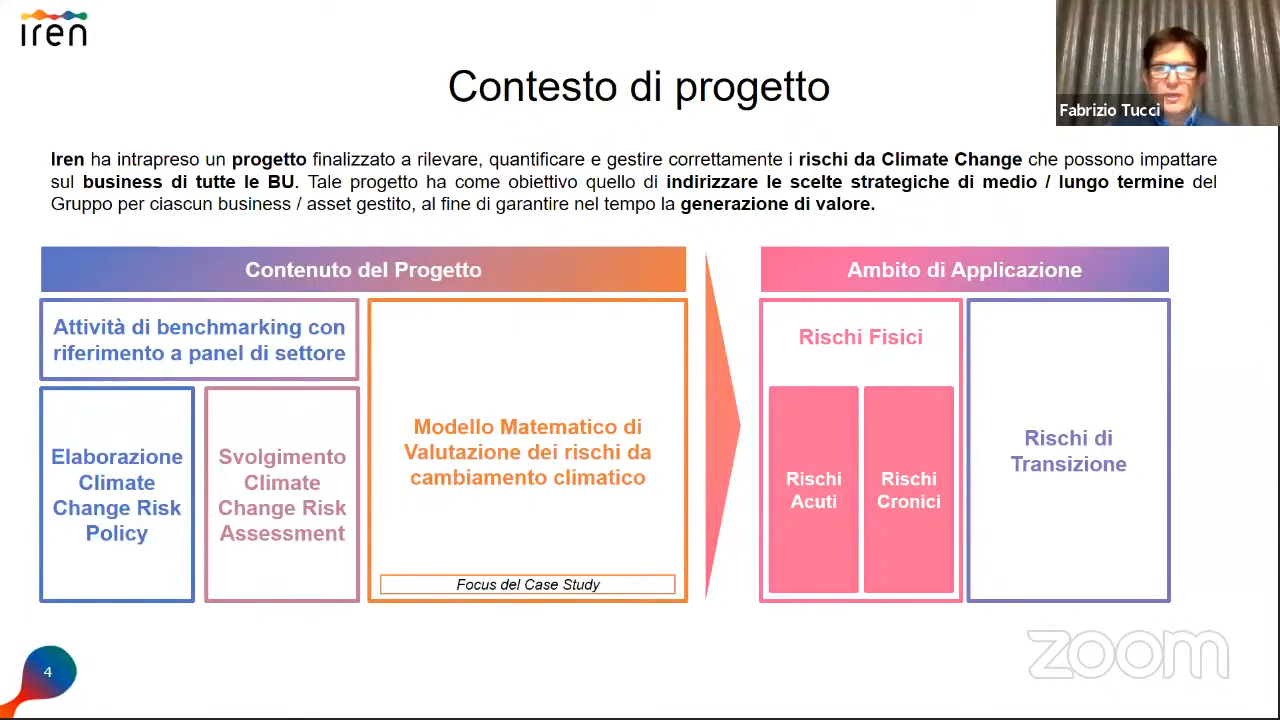 iren
Contesto di progetto
Fabrizio Tucci
Iren ha intrapreso un progetto finalizzato a rilevare, quantificare e gestire correttamente i rischi da Climate Change che possono impattare
sul business di tutte le BU. Tale progetto ha come obiettivo quello di indirizzare le scelte strategiche di medio / lungo termine del
Gruppo per ciascun business / asset gestito, al fine di garantire nel tempo la generazione di valore.
Contenuto del Progetto
Attività di benchmarking con
riferimento a panel di settore
Elaborazione
Climate
Change Risk
Policy
Svolgimento
Climate
Change Risk
Assessment
Modello Matematico di
Valutazione dei rischi da
cambiamento climatico
Focus del Case Study
Ambito di Applicazione
Rischi Fisici
Rischi
Acuti
Rischi
Cronici
Rischi di
Transizione
4
zoom